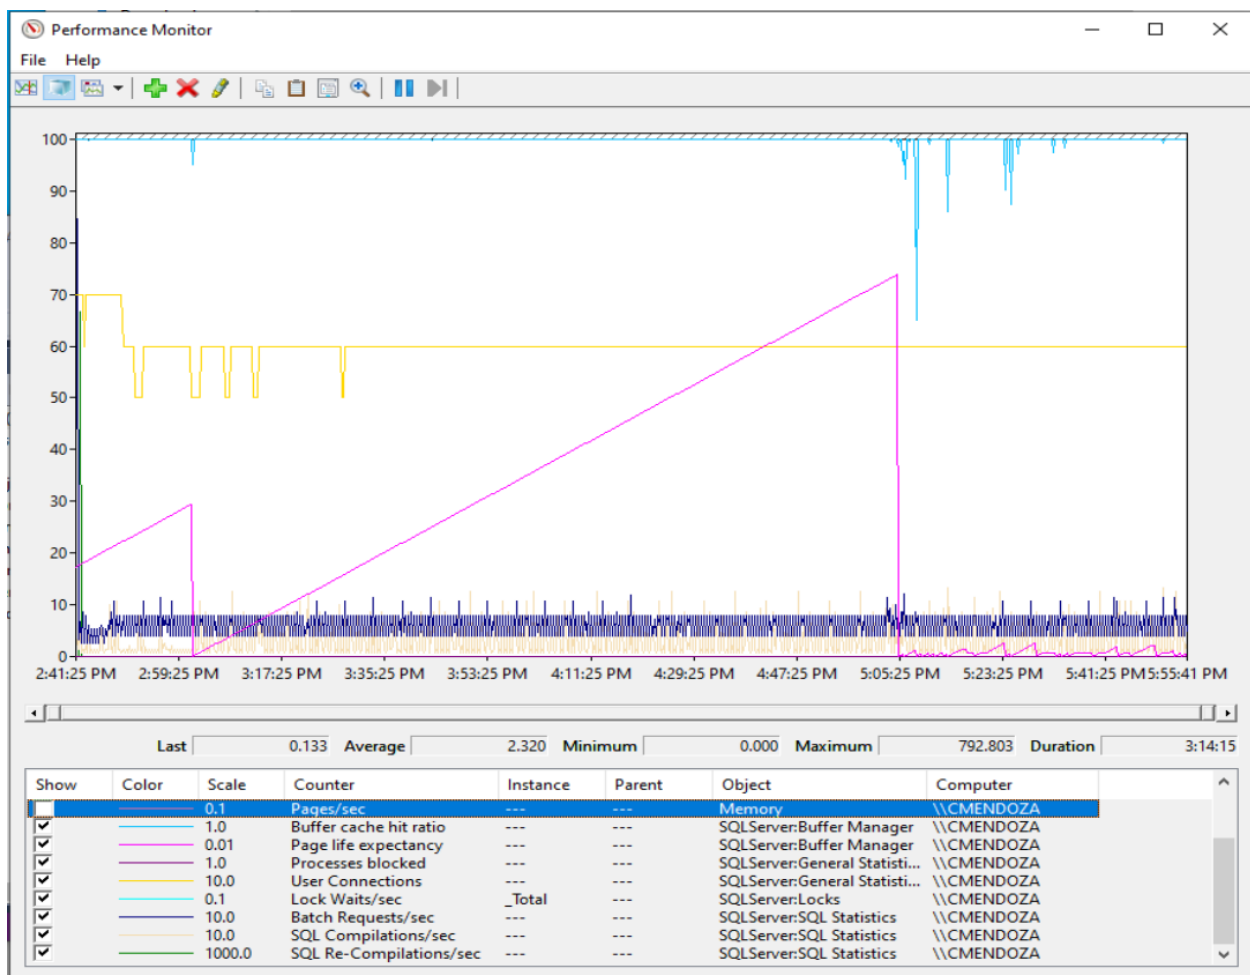 Performance Monitor
File Help
100
90
80
70
60
50
40
30
20
10
0
2:41:25 PM 2:59:25 PM 3:17:25 PM 3:35:25 PM 3:53:25 PM 4:11:25 PM 4:29:25 PM 4:47:25 PM 5:05:25 PM 5:23:25 PM 5:41:25 PM 5:55:41 PM
Last 0.133 Average 2.320 Minimum 0.000 Maximum 792.803 Duration 3:14:15
Show Color Scale Counter Instance Parent Object Computer
0.1 Pages/sec --- --- Memory \\CMENDOZA
1.0 Buffer cache hit ratio --- --- SQLServer:Buffer Manager \\CMENDOZA
0.01 Page life expectancy --- --- SQLServer:Buffer Manager \\CMENDOZA
1.0 Processes blocked --- --- SQLServer:General Statisti... \\CMENDOZA
10.0 User Connections --- --- SQLServer:General Statisti... \\CMENDOZA
0.1 Lock Waits/sec _Total --- SQLServer:Locks \\CMENDOZA
10.0 Batch Requests/sec --- --- SQLServer:SQL Statistics \\CMENDOZA
10.0 SQL Compilations/sec --- --- SQLServer:SQL Statistics \\CMENDOZA
1000.0 SQL Re-Compilations/sec --- --- SQLServer:SQL Statistics \\CMENDOZA